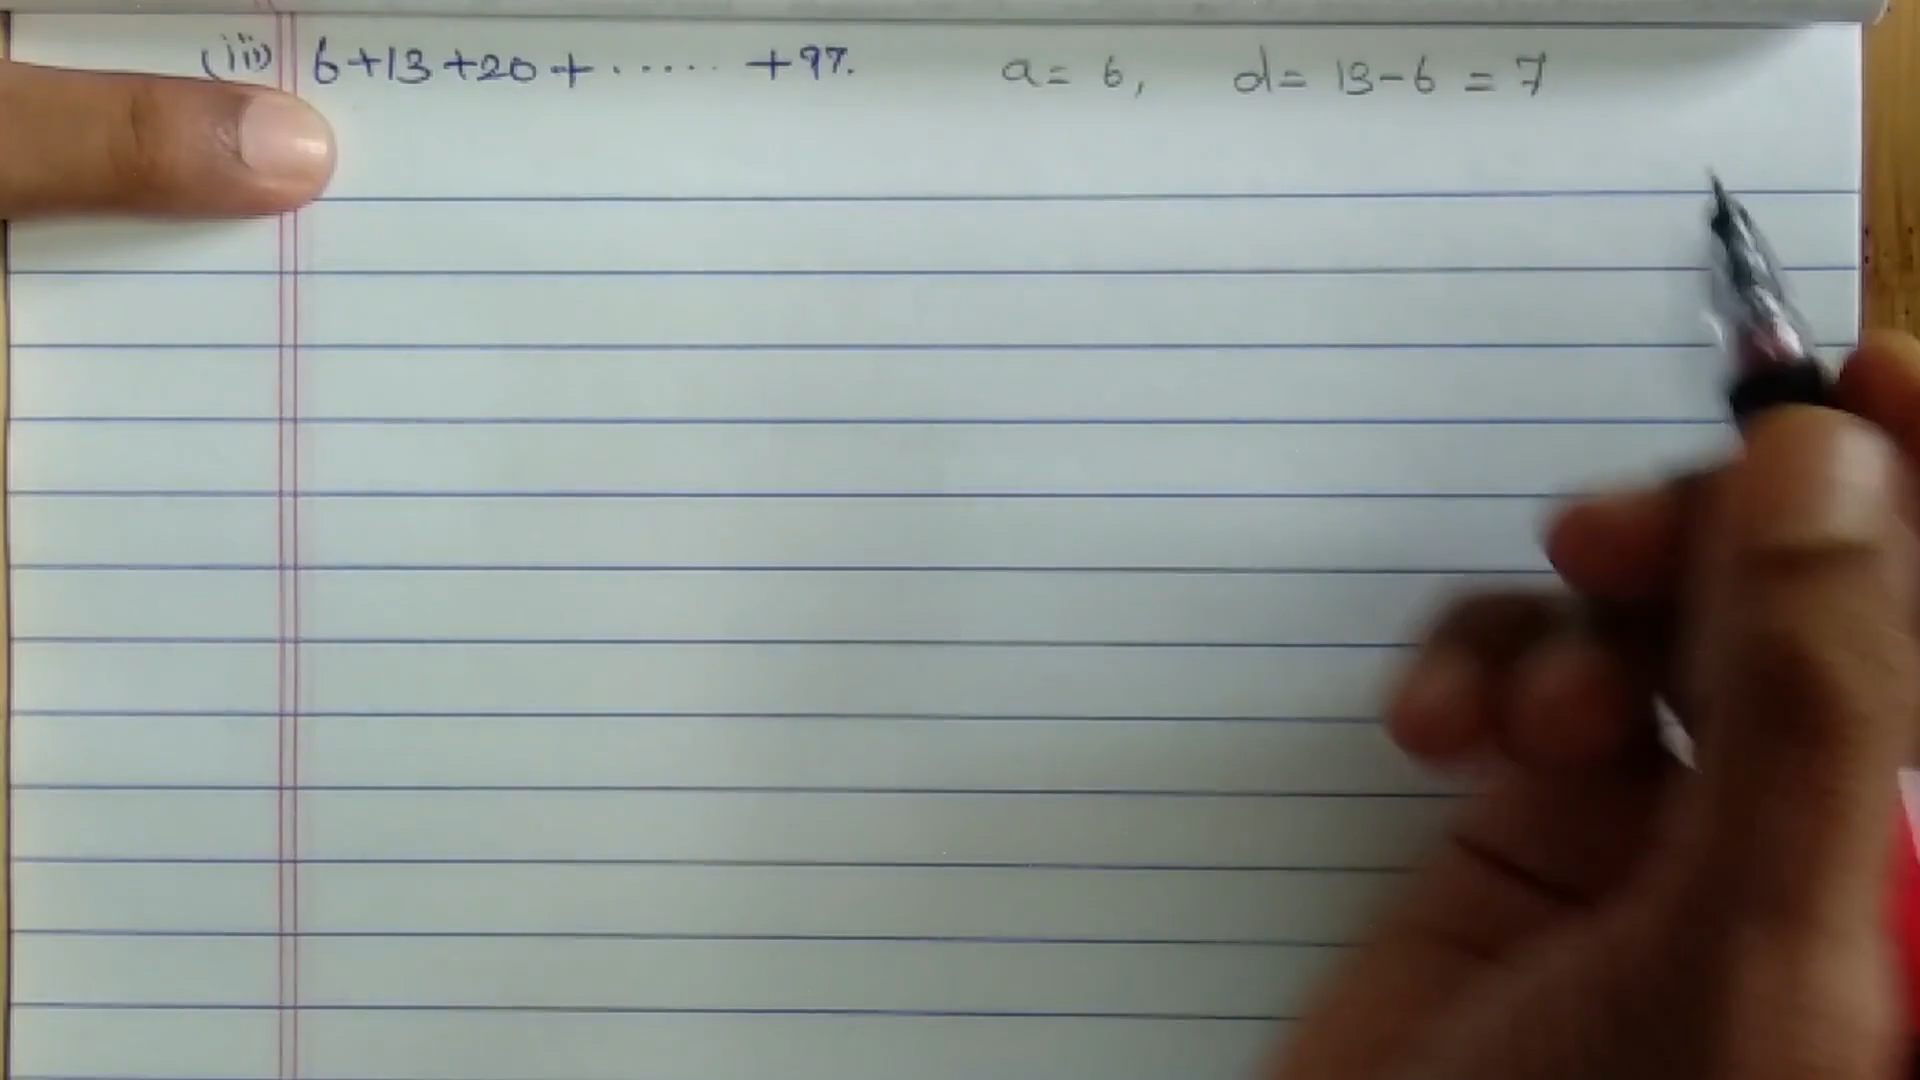 (iii) 6+13+20+...... +97. a= 6, d= 13-6 = 7